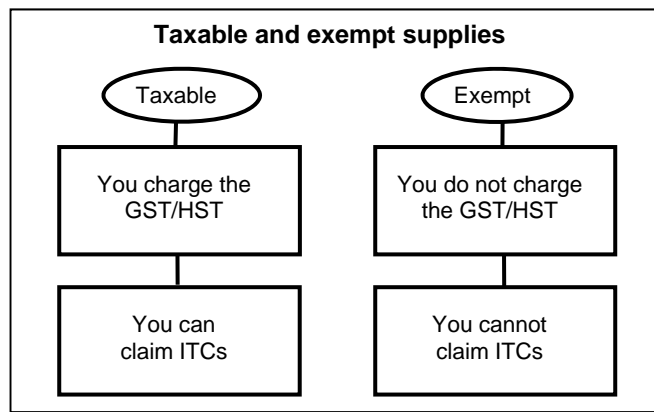 Taxable and exempt supplies
Taxable
You charge the
GST/HST
You can
claim ITCs
Exempt
You do not charge
the GST/HST
You cannot
claim ITCs